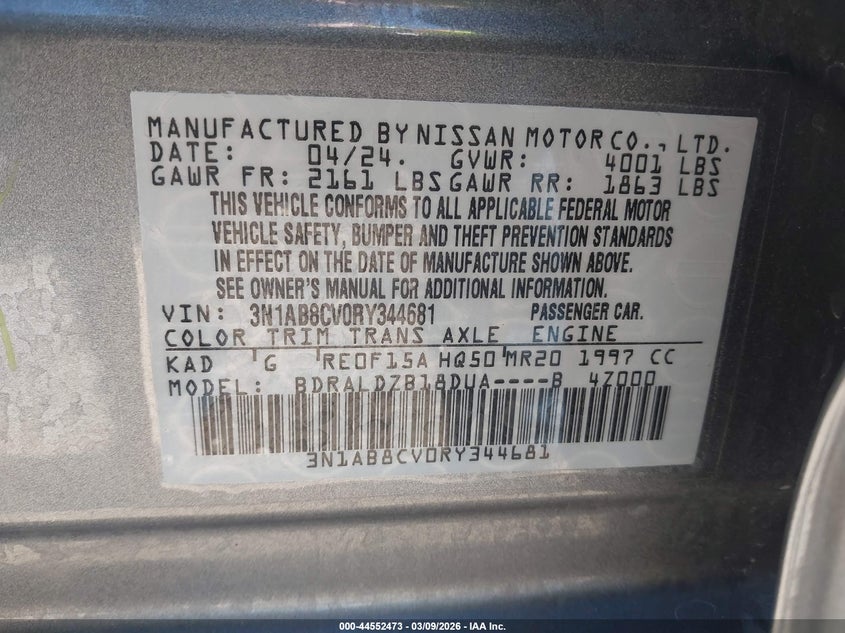 MANUFACTURED BY NISSAN MOTOR CO., LTD.
DATE: 04/24. GVWR: 4001 LBS
GAWR FR: 2161 LBS GAWR RR: 1863 LBS
THIS VEHICLE CONFORMS TO ALL APPLICABLE FEDERAL MOTOR
VEHICLE SAFETY, BUMPER AND THEFT PREVENTION STANDARDS
IN EFFECT ON THE DATE OF MANUFACTURE SHOWN ABOVE.
SEE OWNER'S MANUAL FOR ADDITIONAL INFORMATION.
VIN: 3N1AB8CV0RY344681 PASSENGER CAR.
COLOR TRIM TRANS AXLE ENGINE
KAD G RE0F15A HQ50 MR20 1997 CC
MODEL: BDRALDZB18DUA----B 4Z000
3N1AB8CV0RY344681
000-44552473 — 03/09/2026 — IAA Inc.